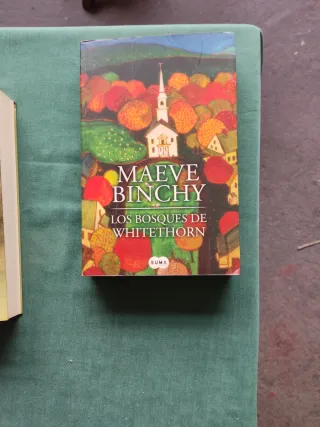 MAEVE
BINCHY
LOS BOSQUES DE
WHITETHORN
SUMA